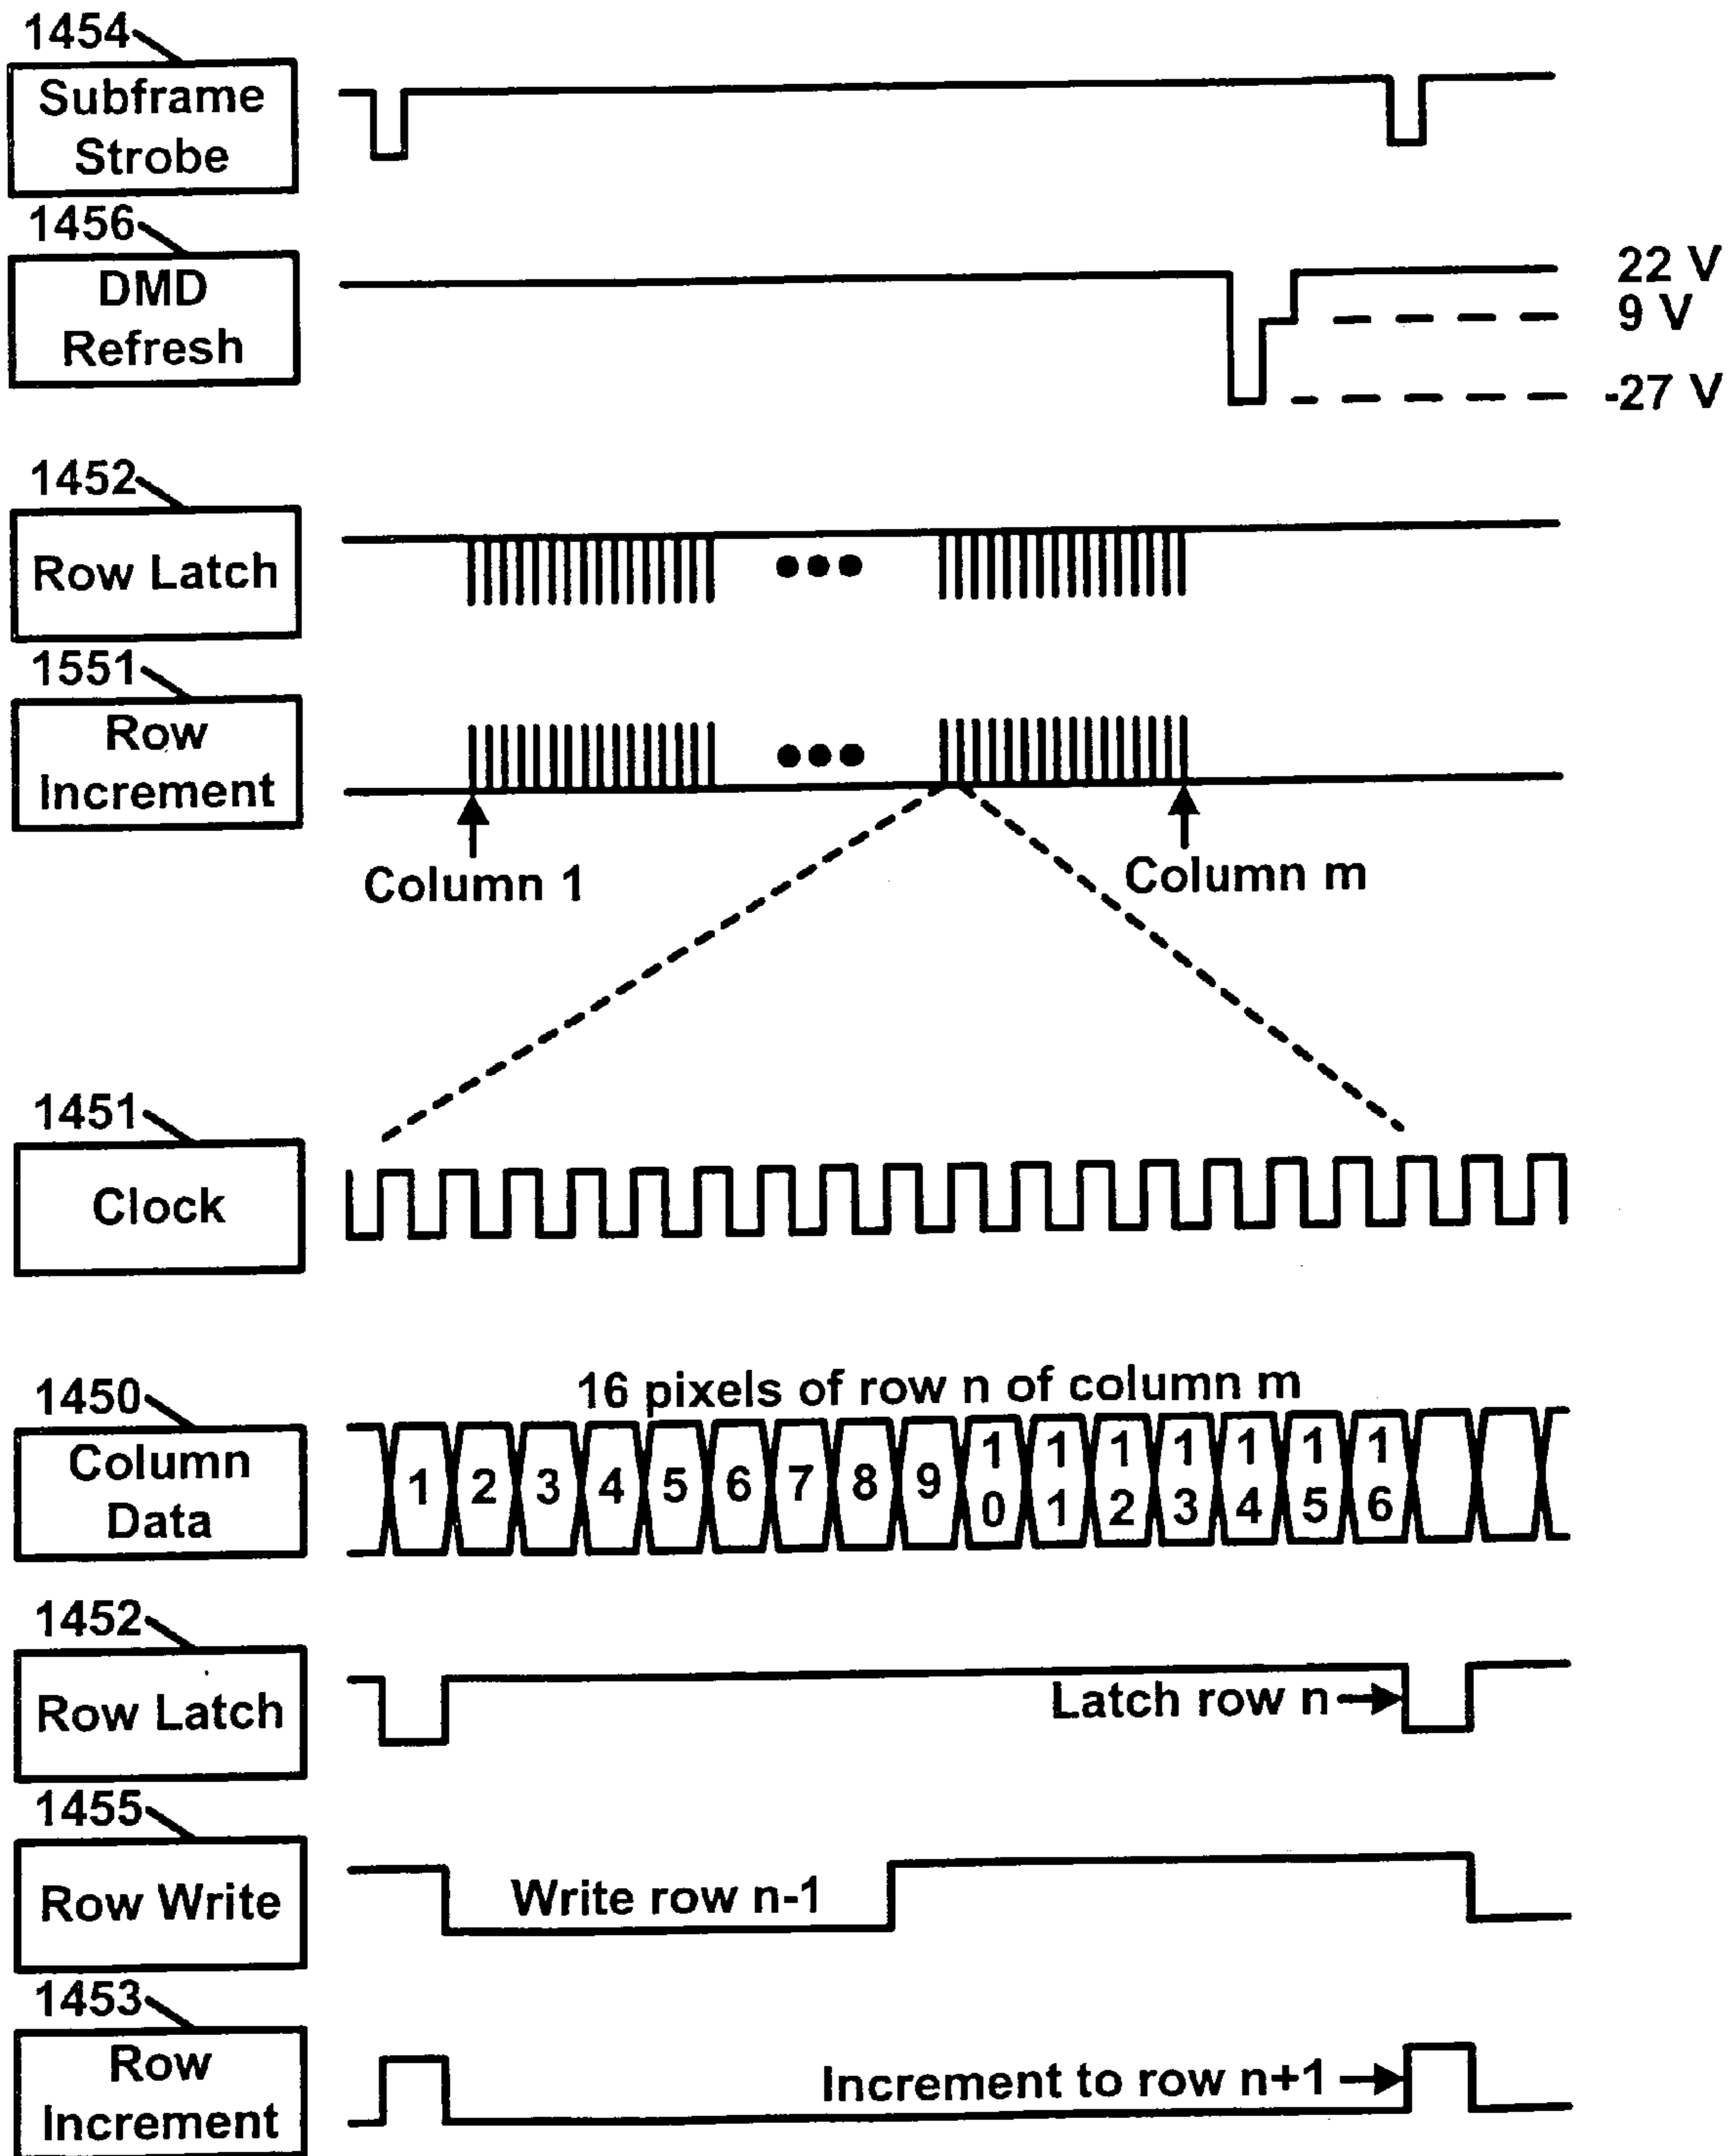 1454
Subframe
Strobe
1456
DMD
Refresh
22 V
9 V
-27 V
1452
Row Latch
1551
Row
Increment
Column 1
Column m
1451
Clock
16 pixels of row n of column m
1450
Column
Data
1 2 3 4 5 6 7 8 9 10 11 12 13 14 15 16
1452
Row Latch
Latch row n
1455
Row Write
Write row n-1
1453
Row
Increment
Increment to row n+1